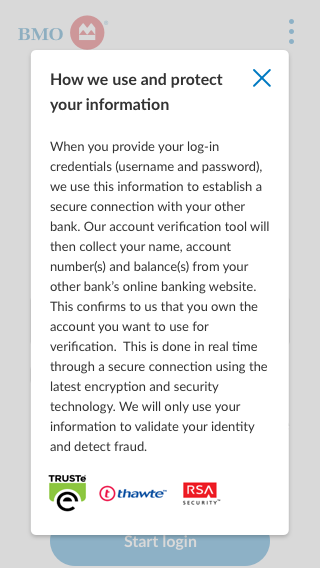 BMO
How we use and protect
your information
When you provide your log-in
credentials (username and password),
we use this information to establish a
secure connection with your other
bank. Our account verification tool will
then collect your name, account
number(s) and balance(s) from your
other bank's online banking website.
This confirms to us that you own the
account you want to use for
verification.  This is done in real time
through a secure connection using the
latest encryption and security
technology. We will only use your
information to validate your identity
and detect fraud.
TRUSTe thawte™ RSA
SECURITY™
Start login